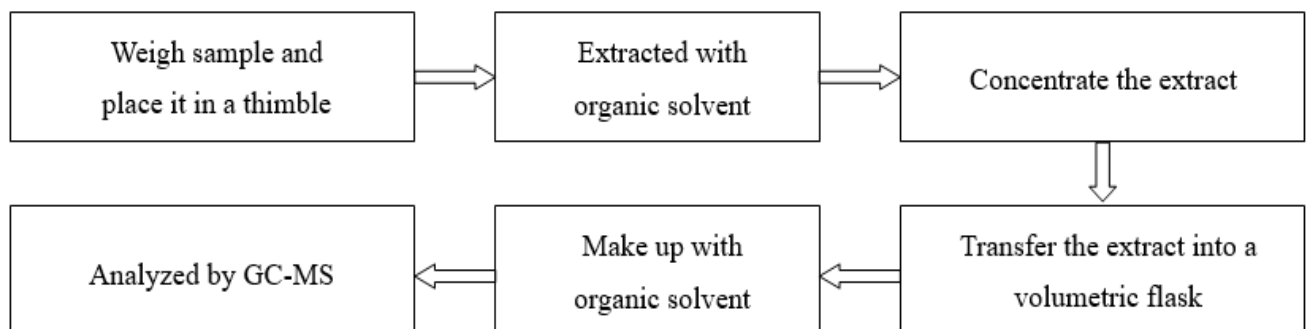 Weigh sample and
place it in a thimble
Extracted with
organic solvent
Concentrate the extract
Transfer the extract into a
volumetric flask
Make up with
organic solvent
Analyzed by GC-MS